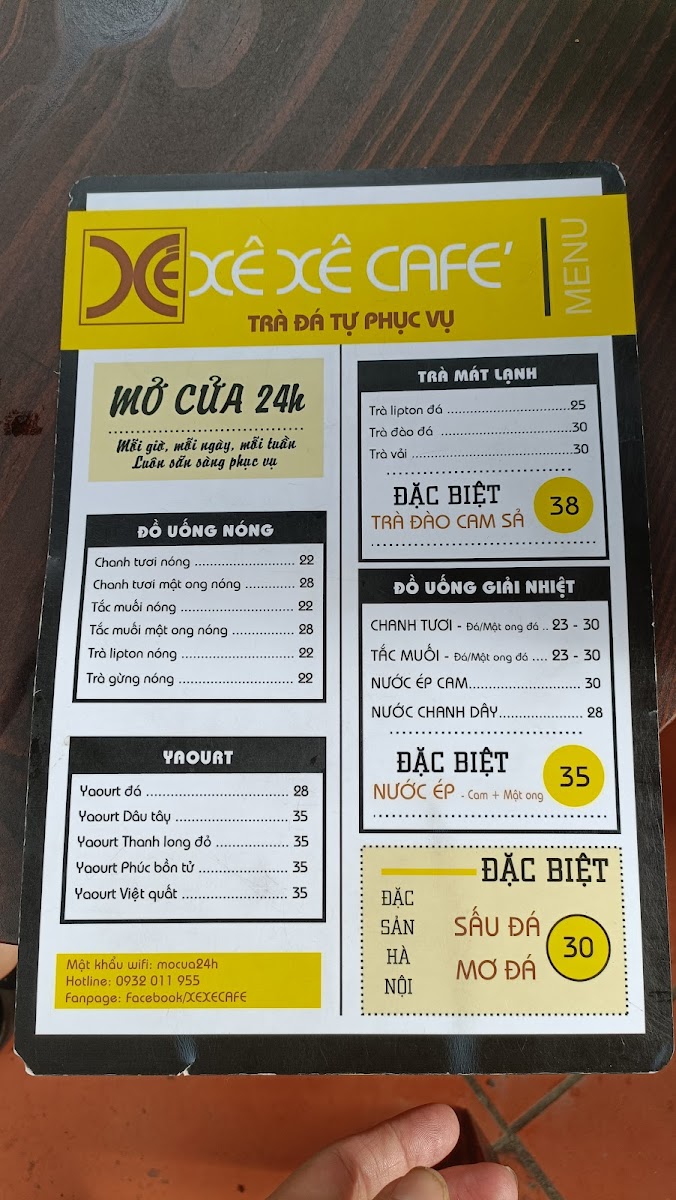 XÊ XÊ XÊ CAFE'
MENU
TRÀ ĐÁ TỰ PHỤC VỤ
MỞ CỬA 24h
Mỗi giờ, mỗi ngày, mỗi tuần
Luôn sẵn sàng phục vụ
ĐỒ UỐNG NÓNG
Chanh tươi nóng ........................ 22
Chanh tươi mật ong nóng ............ 28
Tắc muối nóng ............................ 22
Tắc muối mật ong nóng ............... 28
Trà lipton nóng ........................... 22
Trà gừng nóng ............................ 22
YAOURT
Yaourt đá .................................. 28
Yaourt Dâu tây ........................... 35
Yaourt Thanh long đỏ .................. 35
Yaourt Phúc bồn tử ..................... 35
Yaourt Việt quất ......................... 35
Mật khẩu wifi: mocua24h
Hotline: 0932 011 955
Fanpage: Facebook/XEXECAFE
TRÀ MÁT LẠNH
Trà lipton đá ...............................25
Trà đào đá .................................30
Trà vải .......................................30
ĐẶC BIỆT
TRÀ ĐÀO CAM SẢ
38
ĐỒ UỐNG GIẢI NHIỆT
CHANH TƯƠI - Đá/Mật ong đá .. 23 - 30
TẮC MUỐI - Đá/Mật ong đá .... 23 - 30
NƯỚC ÉP CAM......................... 30
NƯỚC CHANH DÂY................... 28
ĐẶC BIỆT
NƯỚC ÉP - Cam + Mật ong
35
ĐẶC BIỆT
ĐẶC
SẢN
HÀ
NỘI
SẤU ĐÁ
MƠ ĐÁ
30